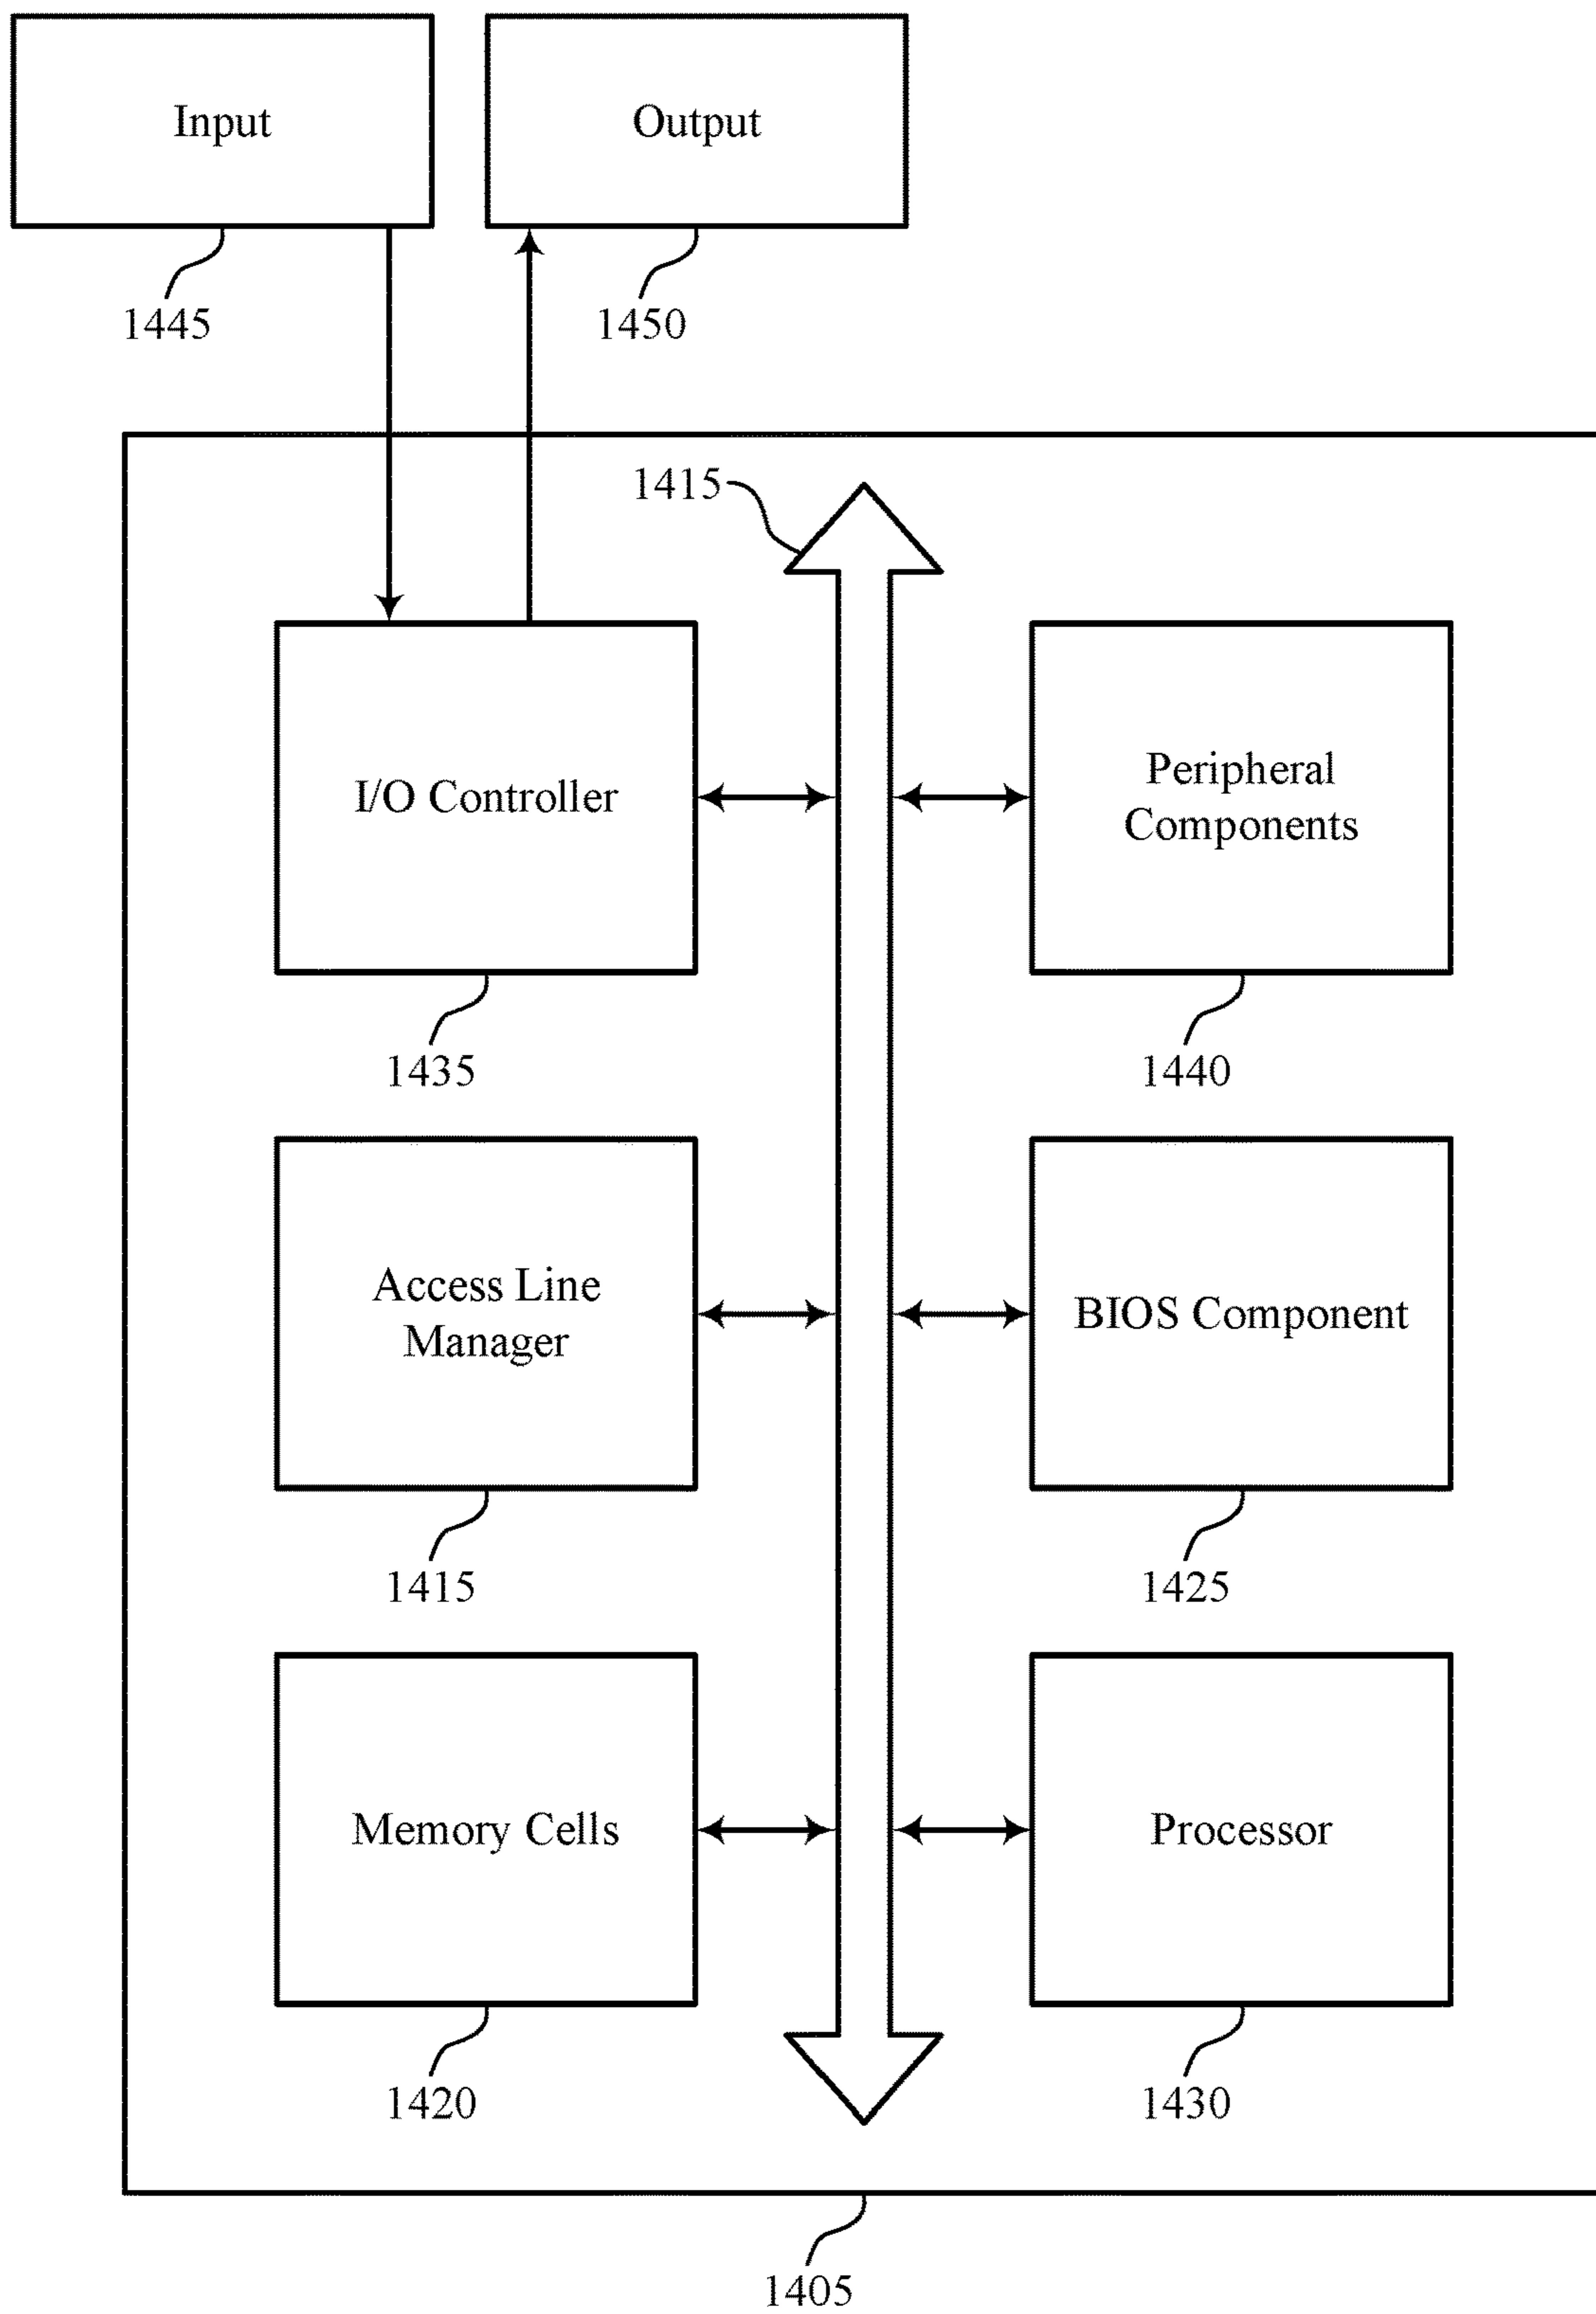 Input
Output
1445
1450
1415
I/O Controller
Peripheral
Components
1435
1440
Access Line
Manager
BIOS Component
1415
1425
Memory Cells
Processor
1420
1430
1405